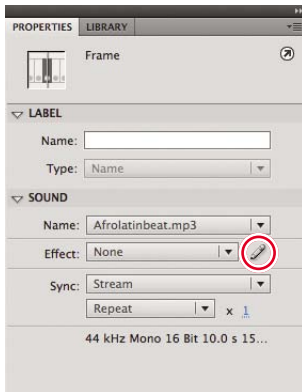 PROPERTIES LIBRARY
Frame
LABEL
Name:
Type: Name
SOUND
Name: Afrolatinbeat.mp3
Effect: None
Sync: Stream
Repeat x 1
44 kHz Mono 16 Bit 10.0 s 15...